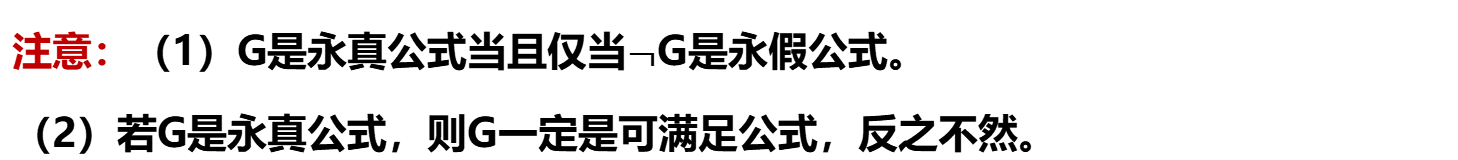 注意：（1）G是永真公式当且仅当¬G是永假公式。
（2）若G是永真公式，则G一定是可满足公式，反之不然。